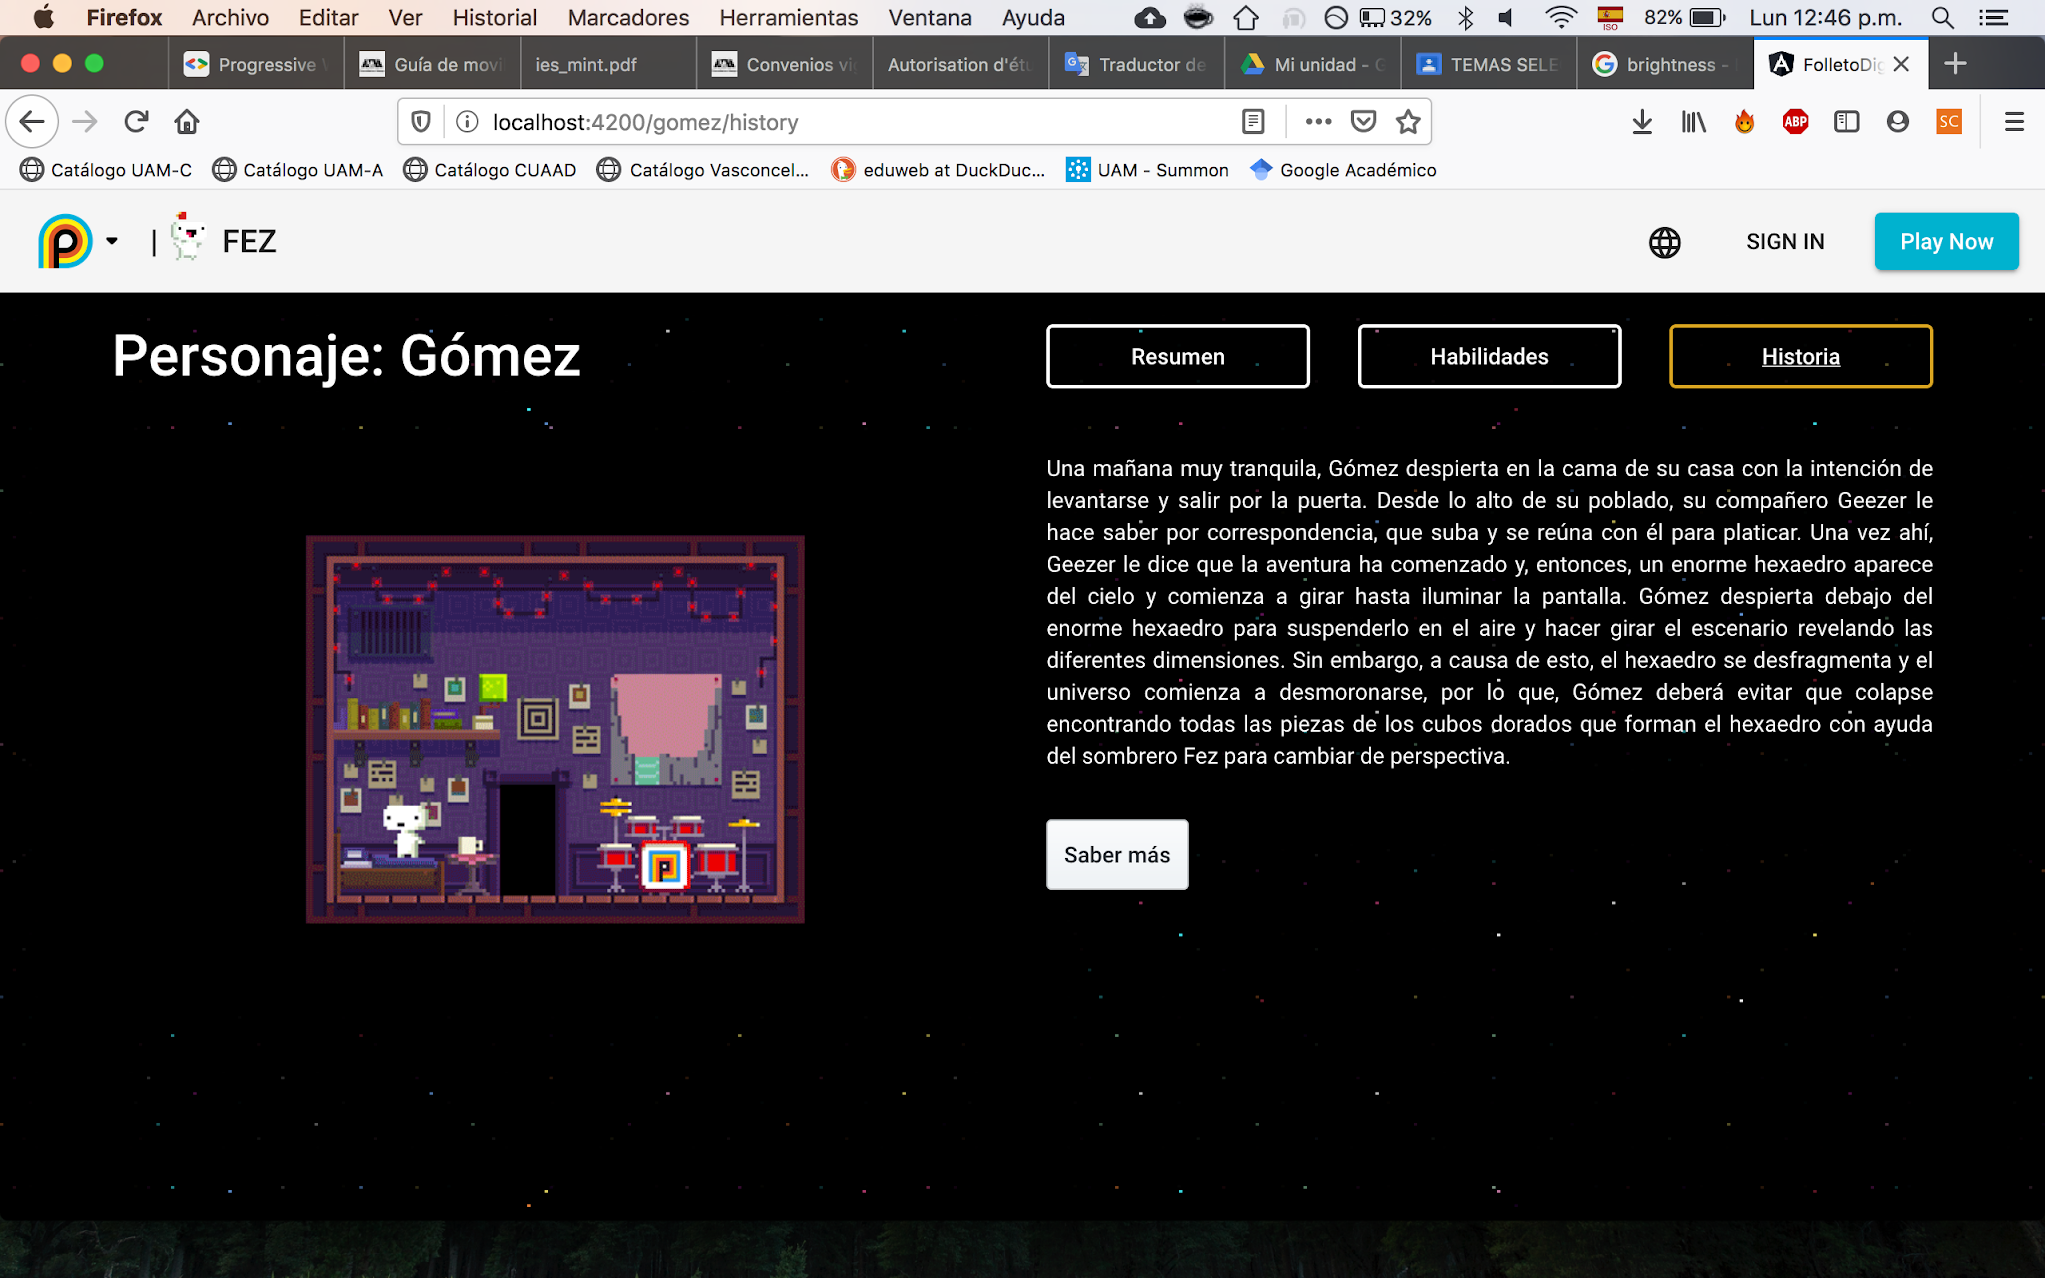 Firefox Archivo Editar Ver Historial Marcadores Herramientas Ventana Ayuda 32% ISO 82% Lun 12:46 p.m.
Progressive Guía de movi ies_mint.pdf Convenios vi Autorisation d'étu Traductor de Mi unidad - TEMAS SELE brightness - FolletoDig
localhost:4200/gomez/history ABP SC
Catálogo UAM-C Catálogo UAM-A Catálogo CUAAD Catálogo Vasconcel... eduweb at DuckDuc... UAM - Summon Google Académico
| FEZ SIGN IN Play Now
Personaje: Gómez
Resumen Habilidades Historia
Una mañana muy tranquila, Gómez despierta en la cama de su casa con la intención de
levantarse y salir por la puerta. Desde lo alto de su poblado, su compañero Geezer le
hace saber por correspondencia, que suba y se reúna con él para platicar. Una vez ahí,
Geezer le dice que la aventura ha comenzado y, entonces, un enorme hexaedro aparece
del cielo y comienza a girar hasta iluminar la pantalla. Gómez despierta debajo del
enorme hexaedro para suspenderlo en el aire y hacer girar el escenario revelando las
diferentes dimensiones. Sin embargo, a causa de esto, el hexaedro se desfragmenta y el
universo comienza a desmoronarse, por lo que, Gómez deberá evitar que colapse
encontrando todas las piezas de los cubos dorados que forman el hexaedro con ayuda
del sombrero Fez para cambiar de perspectiva.
Saber más